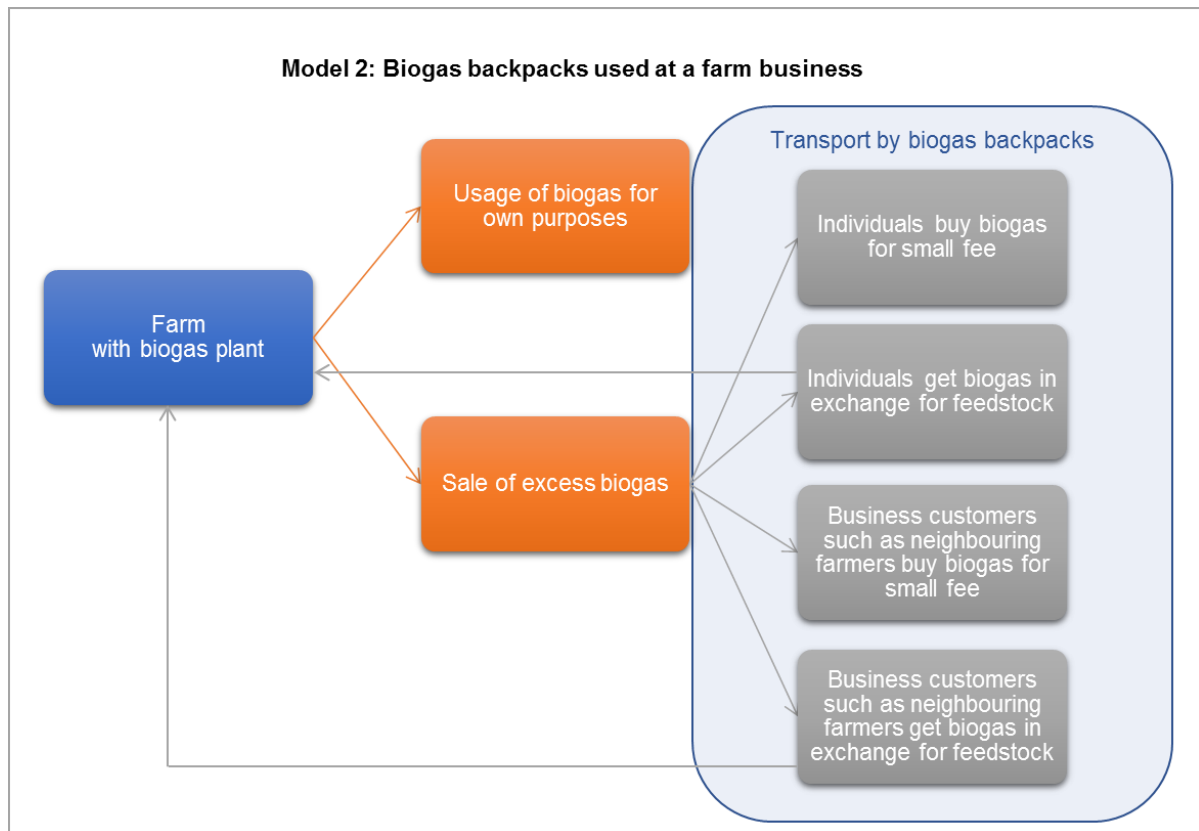 Model 2: Biogas backpacks used at a farm business
Transport by biogas backpacks
Usage of biogas for
own purposes
Individuals buy biogas
for small fee
Farm
with biogas plant
Individuals get biogas in
exchange for feedstock
Sale of excess biogas
Business customers
such as neighbouring
farmers buy biogas for
small fee
Business customers
such as neighbouring
farmers get biogas in
exchange for feedstock